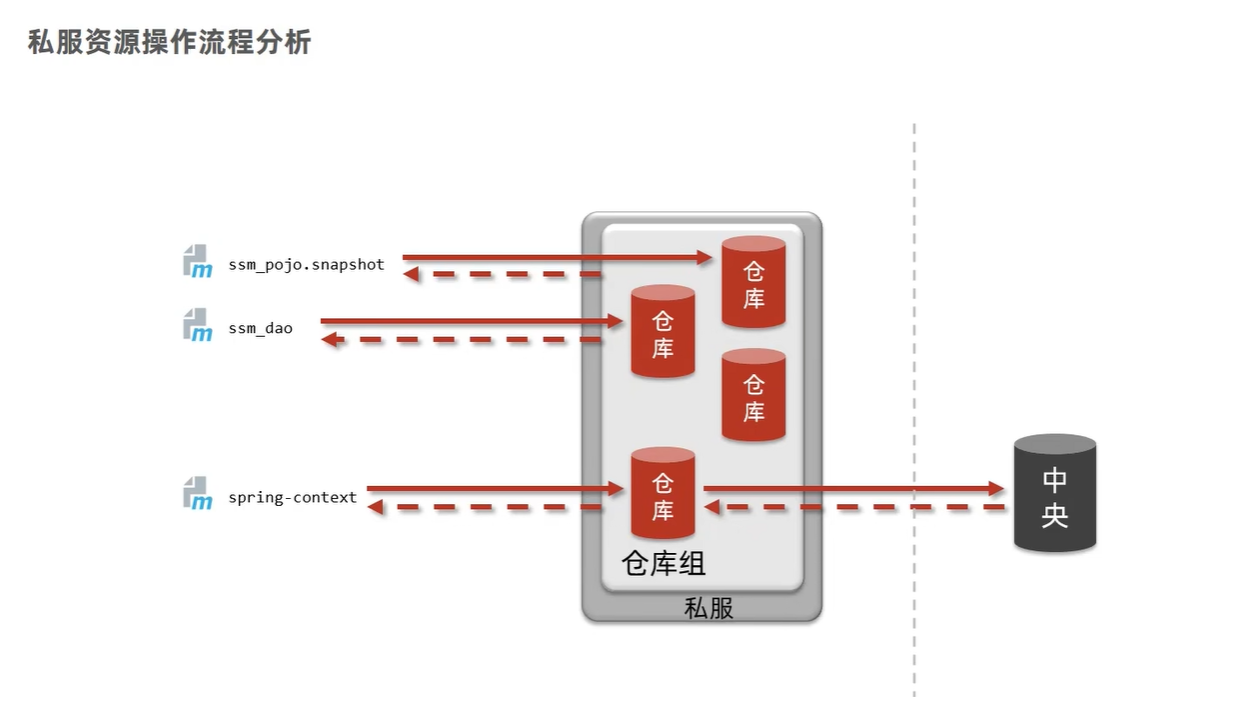 私服资源操作流程分析
m ssm_pojo.snapshot
仓
库
m ssm_dao
仓
库
仓
库
m spring-context
仓
库
中
央
仓库组
私服